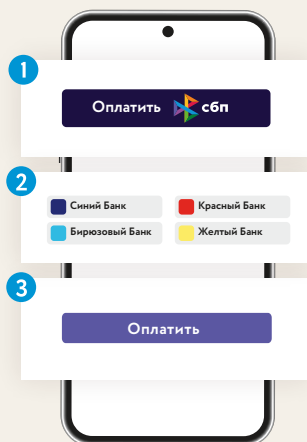 1
Оплатить сбп
2
Синий Банк Красный Банк
Бирюзовый Банк Желтый Банк
3
Оплатить